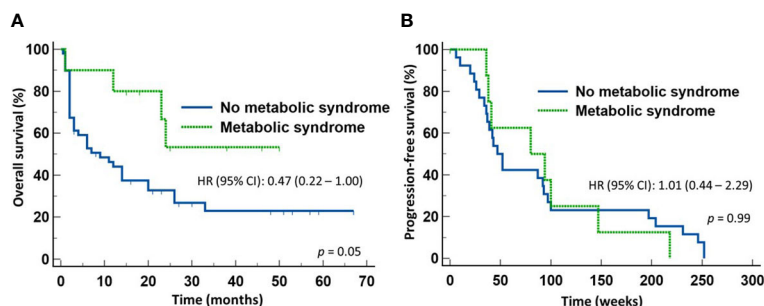 A
Overall survival (%)
100
80
60
40
20
0
No metabolic syndrome
Metabolic syndrome
HR (95% CI): 0.47 (0.22 – 1.00)
p = 0.05
0 10 20 30 40 50 60 70
Time (months)
B
Progression-free survival (%)
100
80
60
40
20
0
No metabolic syndrome
Metabolic syndrome
HR (95% CI): 1.01 (0.44 – 2.29)
p = 0.99
0 50 100 150 200 250 300
Time (weeks)